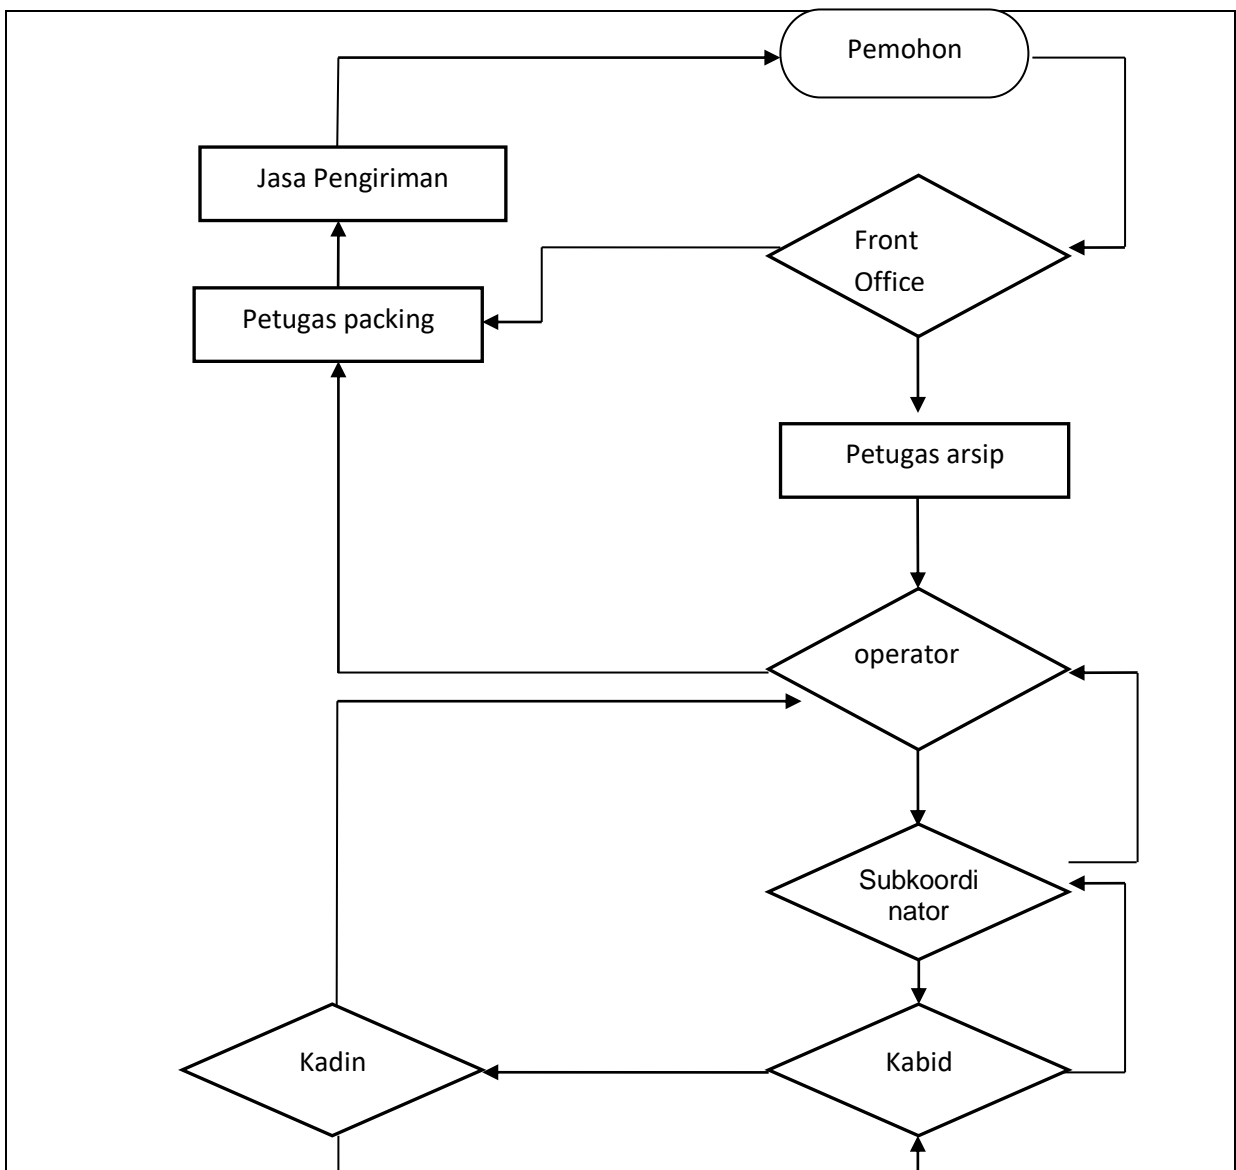 Pemohon
Jasa Pengiriman
Front
Office
Petugas packing
Petugas arsip
operator
Subkoordi
nator
Kadin
Kabid